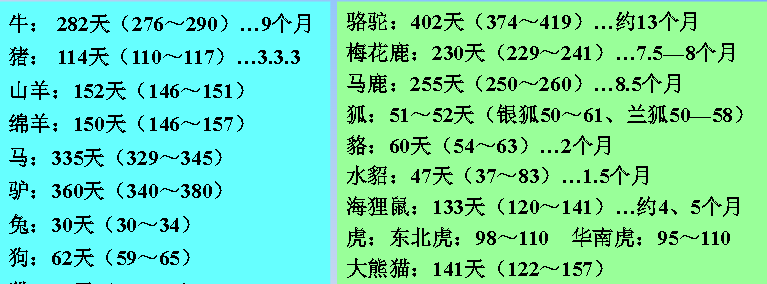 牛： 282天（276～290）…9个月
猪： 114天（110～117）…3.3.3
山羊：152天（146～151）
绵羊：150天（146～157）
马：335天（329～345）
驴：360天（340～380）
兔：30天（30～34）
狗：62天（59～65）
骆驼：402天（374～419）…约13个月
梅花鹿：230天（229～241）…7.5—8个月
马鹿：255天（250～260）…8.5个月
狐：51～52天（银狐50～61、兰狐50—58）
貉：60天（54～63）…2个月
水貂：47天（37～83）…1.5个月
海狸鼠：133天（120～141）…约4、5个月
虎：东北虎：98～110 华南虎：95～110
大熊猫：141天（122～157）